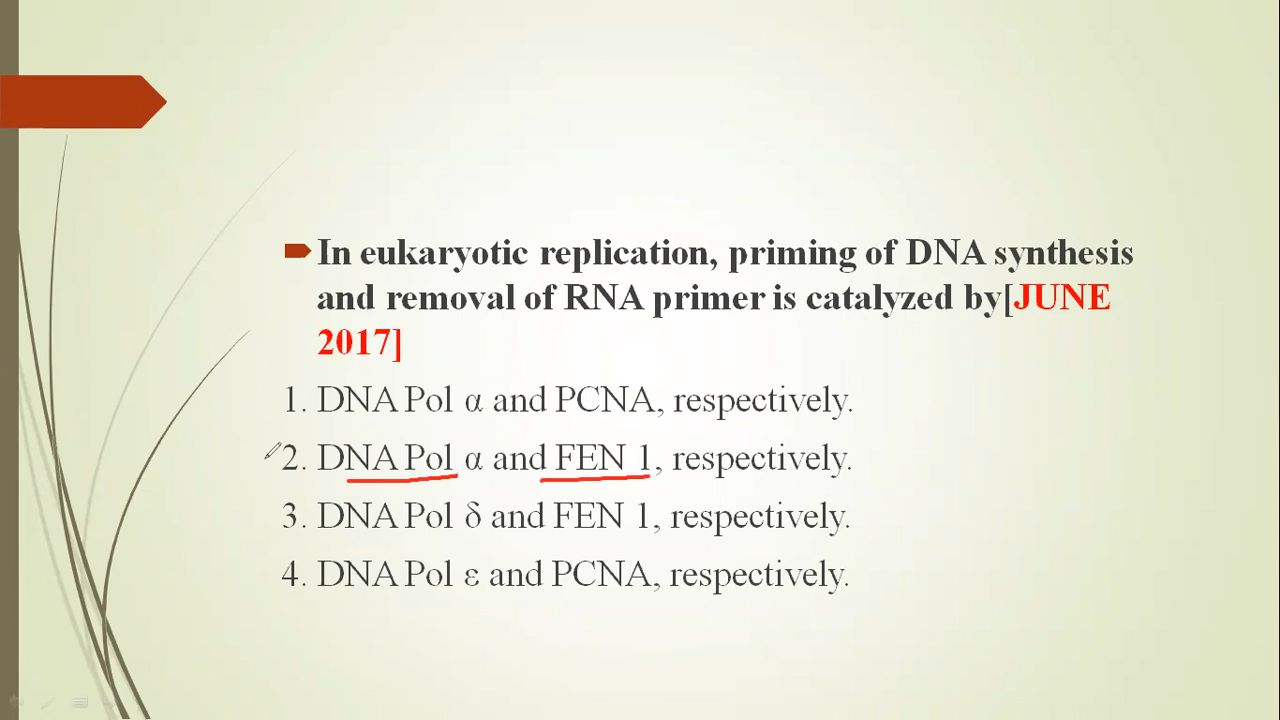 In eukaryotic replication, priming of DNA synthesis
and removal of RNA primer is catalyzed by[JUNE
2017]
1. DNA Pol α and PCNA, respectively.
2. DNA Pol α and FEN 1, respectively.
3. DNA Pol δ and FEN 1, respectively.
4. DNA Pol ε and PCNA, respectively.